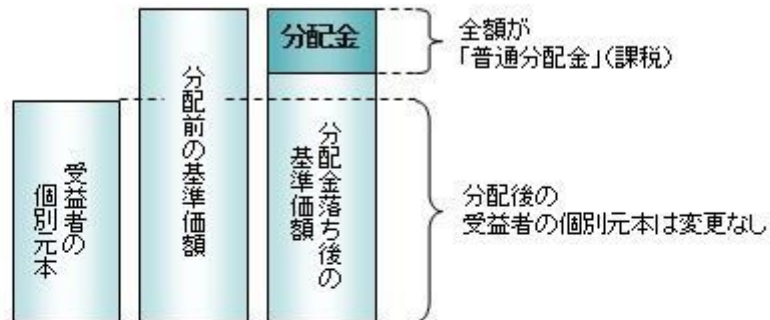 受益者の
個別元本
分配前の基準価額
分配金
分配金落ち後の
基準価額
全額が
「普通分配金」(課税)
分配後の
受益者の個別元本は変更なし